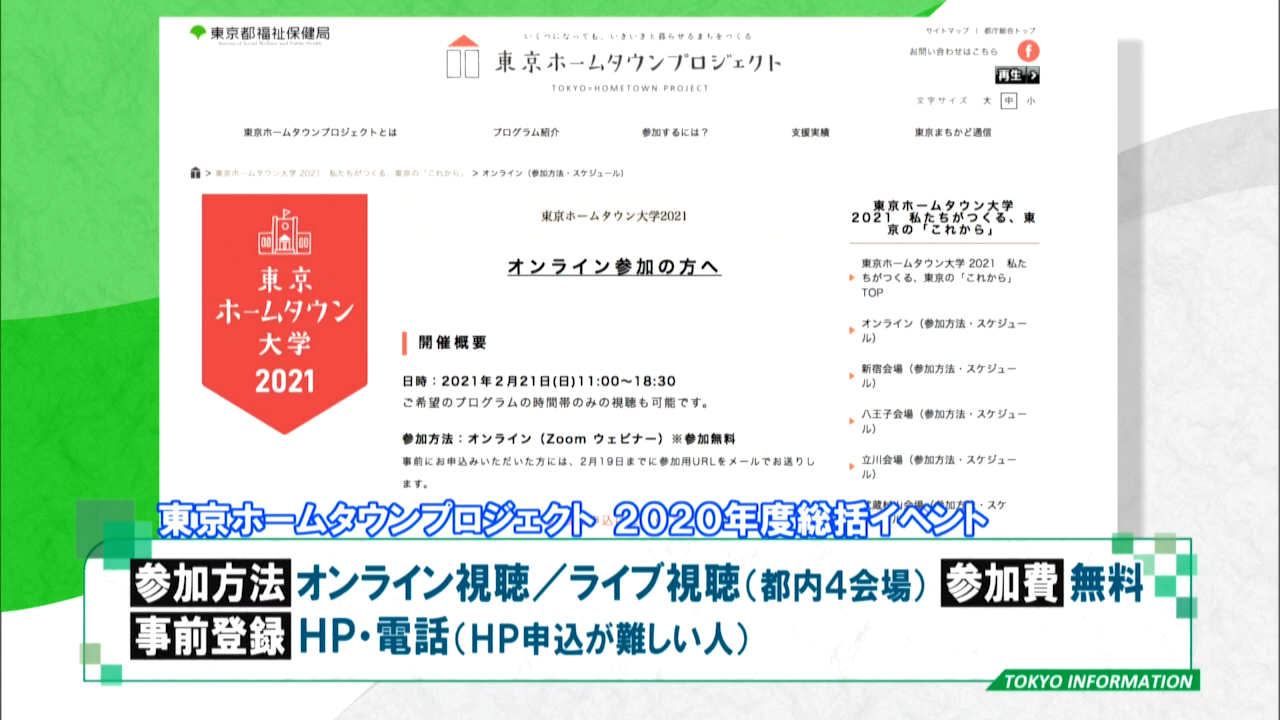 東京都福祉保健局
Bureau of Social Welfare and Public Health
いくつになっても、いきいきと暮らせるまちをつくる
東京ホームタウンプロジェクト
TOKYO=HOMETOWN PROJECT
サイトマップ | 都庁総合トップ
お問い合わせはこちら
再生
文字サイズ 大 中 小
東京ホームタウンプロジェクトとは プログラム紹介 参加するには? 支援実績 東京まちかど通信
> 東京ホームタウン大学 2021 私たちがつくる、東京の「これから」 > オンライン(参加方法・スケジュール)
東京
ホームタウン
大学
2021
東京ホームタウン大学2021
オンライン参加の方へ
開催概要
日時:2021年2月21日(日)11:00〜18:30
ご希望のプログラムの時間帯のみの視聴も可能です。
参加方法:オンライン(Zoom ウェビナー)※参加無料
事前にお申込みいただいた方には、2月19日までに参加用URLをメールでお送りし
ます。
東京ホームタウン大学
2021 私たちがつくる、東
京の「これから」
東京ホームタウン大学 2021 私た
ちがつくる、東京の「これから」
TOP
オンライン(参加方法・スケジュー
ル)
新宿会場(参加方法・スケジュー
ル)
八王子会場(参加方法・スケジュー
ル)
立川会場(参加方法・スケジュー
ル)
東京ホームタウンプロジェクト 2020年度総括イベント
参加方法 オンライン視聴/ライブ視聴(都内4会場) 参加費 無料
事前登録 HP・電話(HP申込が難しい人)
TOKYO INFORMATION